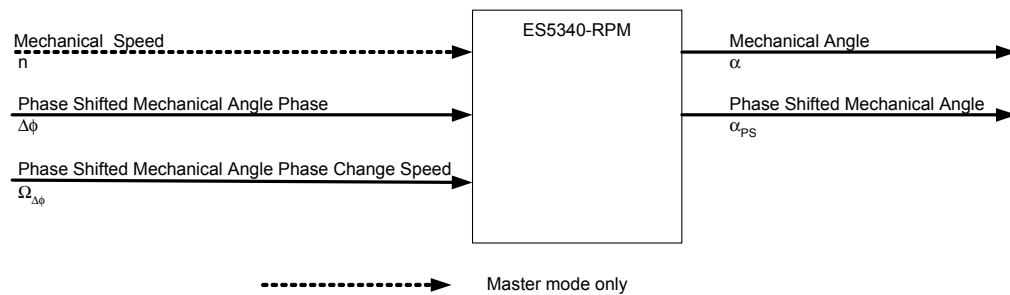 ES5340-RPM
Mechanical Speed
n
Phase Shifted Mechanical Angle Phase
Δϕ
Phase Shifted Mechanical Angle Phase Change Speed
ΩΔϕ
Mechanical Angle
α
Phase Shifted Mechanical Angle
αPS
Master mode only